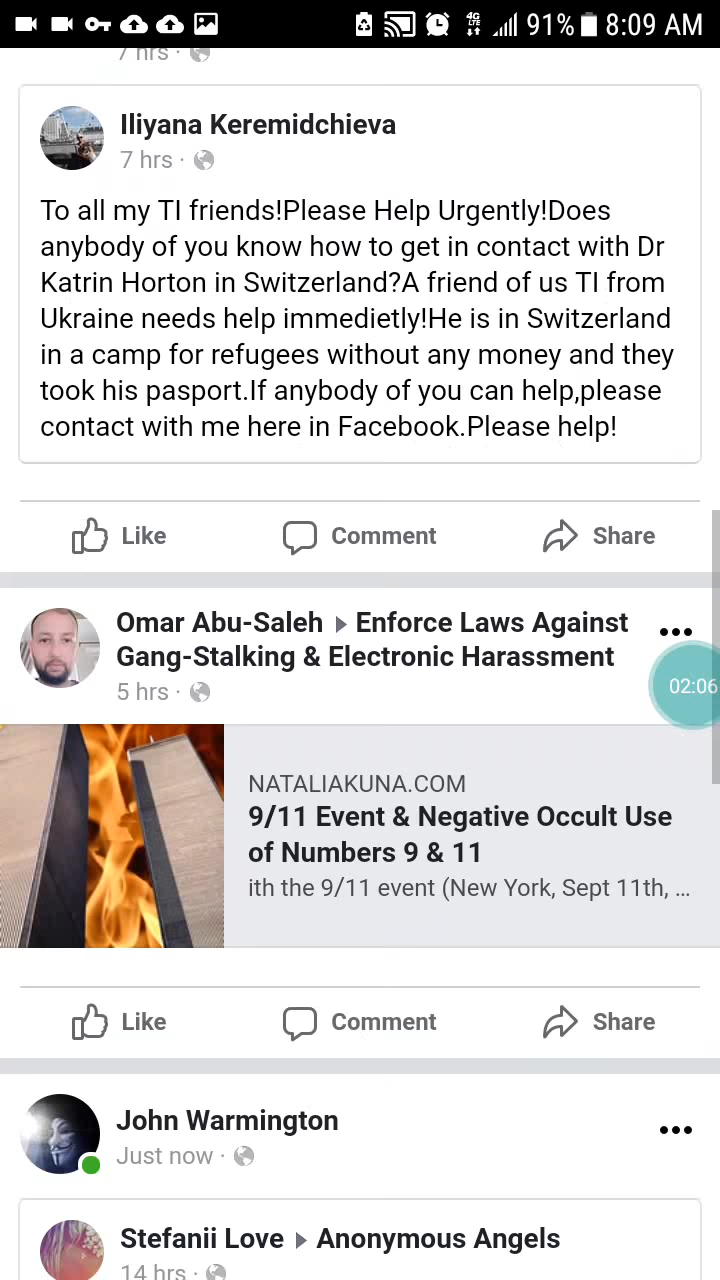 4G
LTE
91%
8:09 AM
7 hrs ·
Iliyana Keremidchieva
7 hrs ·
To all my TI friends!Please Help Urgently!Does
anybody of you know how to get in contact with Dr
Katrin Horton in Switzerland?A friend of us TI from
Ukraine needs help immedietly!He is in Switzerland
in a camp for refugees without any money and they
took his pasport.If anybody of you can help,please
contact with me here in Facebook.Please help!
Like
Comment
Share
Omar Abu-Saleh ▸ Enforce Laws Against
Gang-Stalking & Electronic Harassment
5 hrs ·
02:06
NATALIAKUNA.COM
9/11 Event & Negative Occult Use
of Numbers 9 & 11
ith the 9/11 event (New York, Sept 11th, ...
Like
Comment
Share
John Warmington
Just now ·
Stefanii Love ▸ Anonymous Angels
14 hrs ·